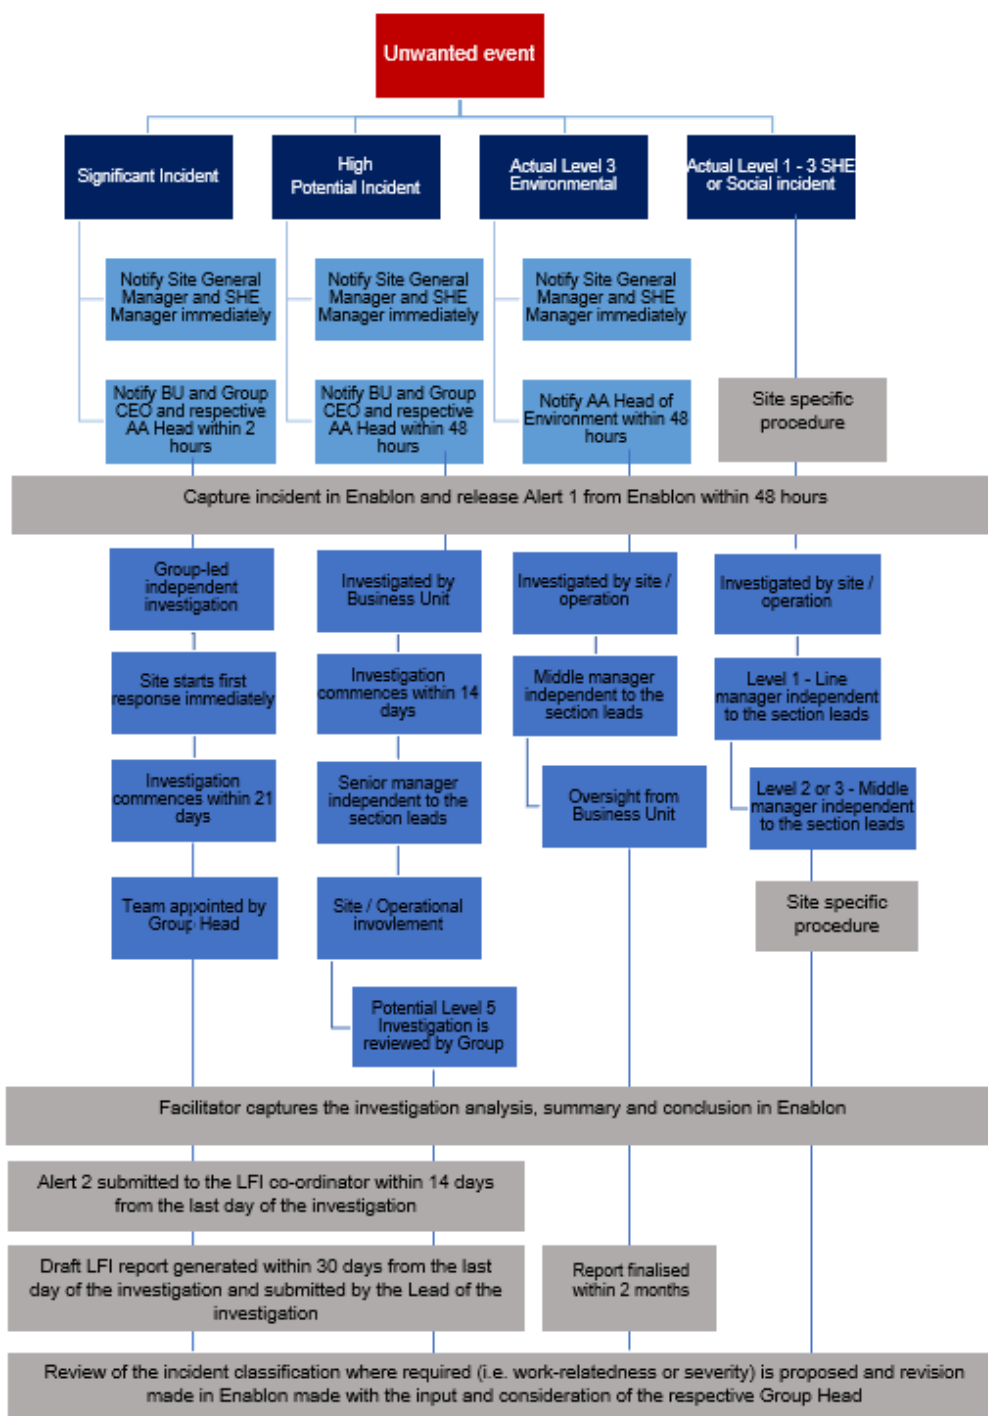 Unwanted event
Significant Incident
High
Potential Incident
Actual Level 3
Environmental
Actual Level 1 - 3 SHE
or Social incident
Notify Site General
Manager and SHE
Manager immediately
Notify Site General
Manager and SHE
Manager immediately
Notify Site General
Manager and SHE
Manager immediately
Notify BU and Group
CEO and respective
AA Head within 2
hours
Notify BU and Group
CEO and respective
AA Head within 48
hours
Notify AA Head of
Environment within 48
hours
Site specific
procedure
Capture incident in Enablon and release Alert 1 from Enablon within 48 hours
Group-led
independent
investigation
Investigated by
Business Unit
Investigated by site /
operation
Investigated by site /
operation
Site starts first
response immediately
Investigation
commences within 14
days
Middle manager
independent to the
section leads
Level 1 - Line
manager independent
to the section leads
Investigation
commences within 21
days
Senior manager
independent to the
section leads
Oversight from
Business Unit
Level 2 or 3 - Middle
manager independent
to the section leads
Team appointed by
Group Head
Site / Operational
invovlement
Site specific
procedure
Potential Level 5
Investigation is
reviewed by Group
Facilitator captures the investigation analysis, summary and conclusion in Enablon
Alert 2 submitted to the LFI co-ordinator within 14 days
from the last day of the investigation
Draft LFI report generated within 30 days from the last
day of the investigation and submitted by the Lead of the
investigation
Report finalised
within 2 months
Review of the incident classification where required (i.e. work-relatedness or severity) is proposed and revision
made in Enablon made with the input and consideration of the respective Group Head